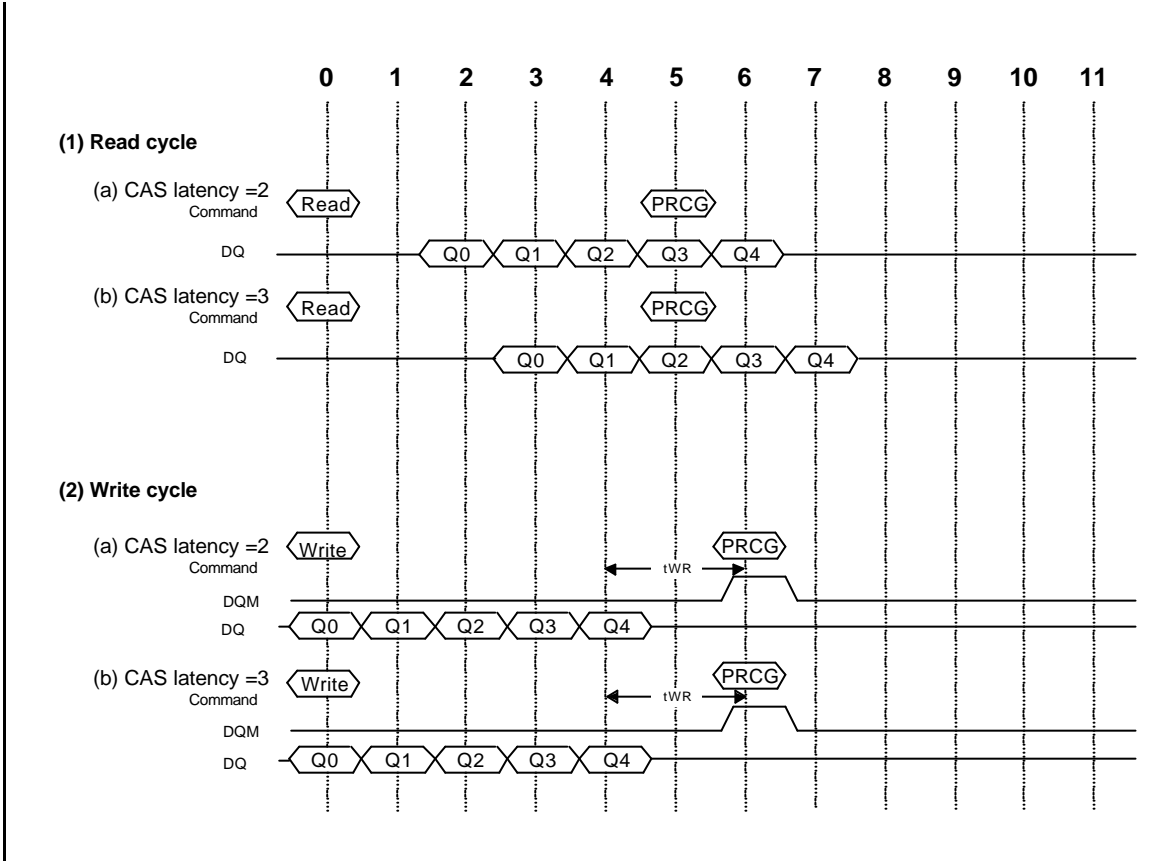 0 1 2 3 4 5 6 7 8 9 10 11
(1) Read cycle
(a) CAS latency =2
Command Read PRCG
DQ Q0 Q1 Q2 Q3 Q4
(b) CAS latency =3
Command Read PRCG
DQ Q0 Q1 Q2 Q3 Q4
(2) Write cycle
(a) CAS latency =2 Write PRCG
Command tWR
DQM
DQ Q0 Q1 Q2 Q3 Q4
(b) CAS latency =3 Write PRCG
Command tWR
DQM
DQ Q0 Q1 Q2 Q3 Q4